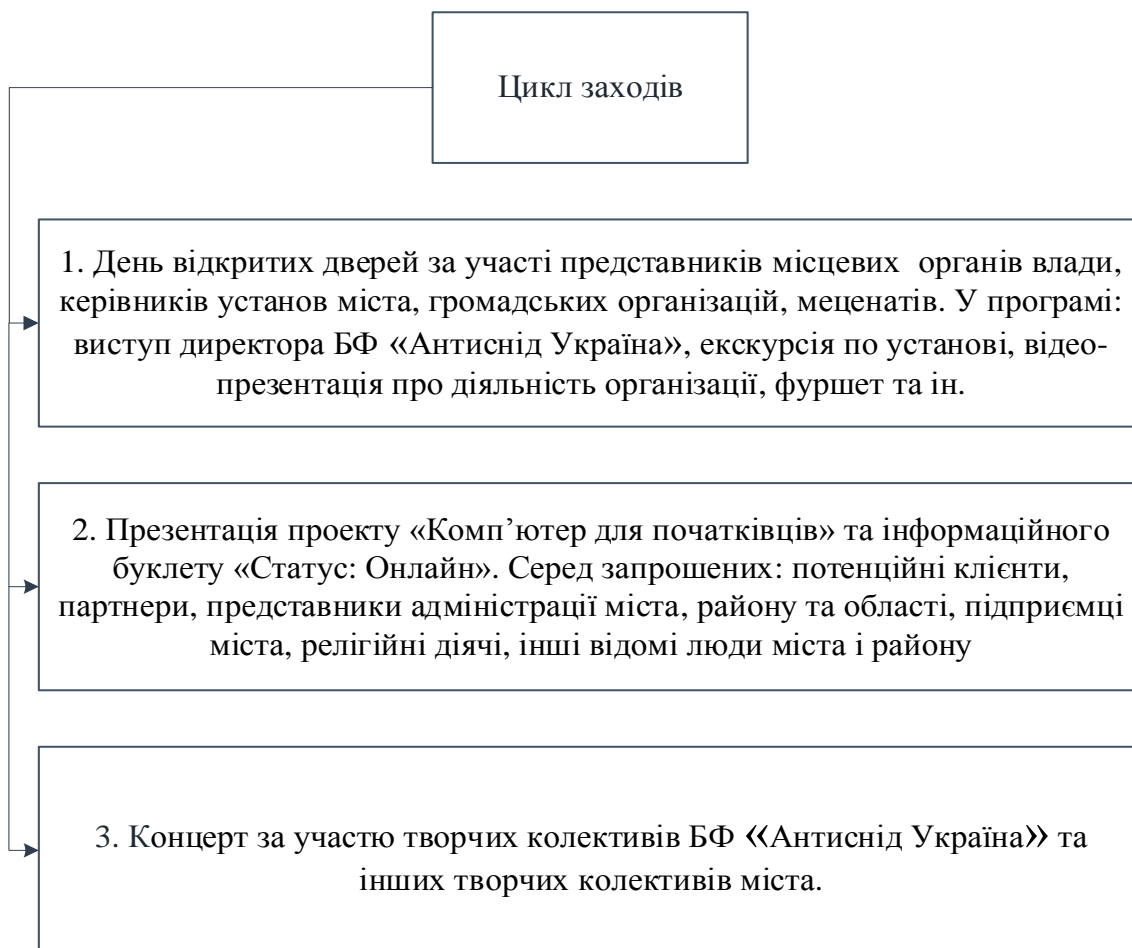 Цикл заходів
1. День відкритих дверей за участі представників місцевих органів влади,
керівників установ міста, громадських організацій, меценатів. У програмі:
виступ директора БФ «Антиснід Україна», екскурсія по установі, відео-
презентація про діяльність організації, фуршет та ін.
2. Презентація проекту «Комп’ютер для початківців» та інформаційного
буклету «Статус: Онлайн». Серед запрошених: потенційні клієнти,
партнери, представники адміністрації міста, району та області, підприємці
міста, релігійні діячі, інші відомі люди міста і району
3. Концерт за участю творчих колективів БФ «Антиснід Україна» та
інших творчих колективів міста.